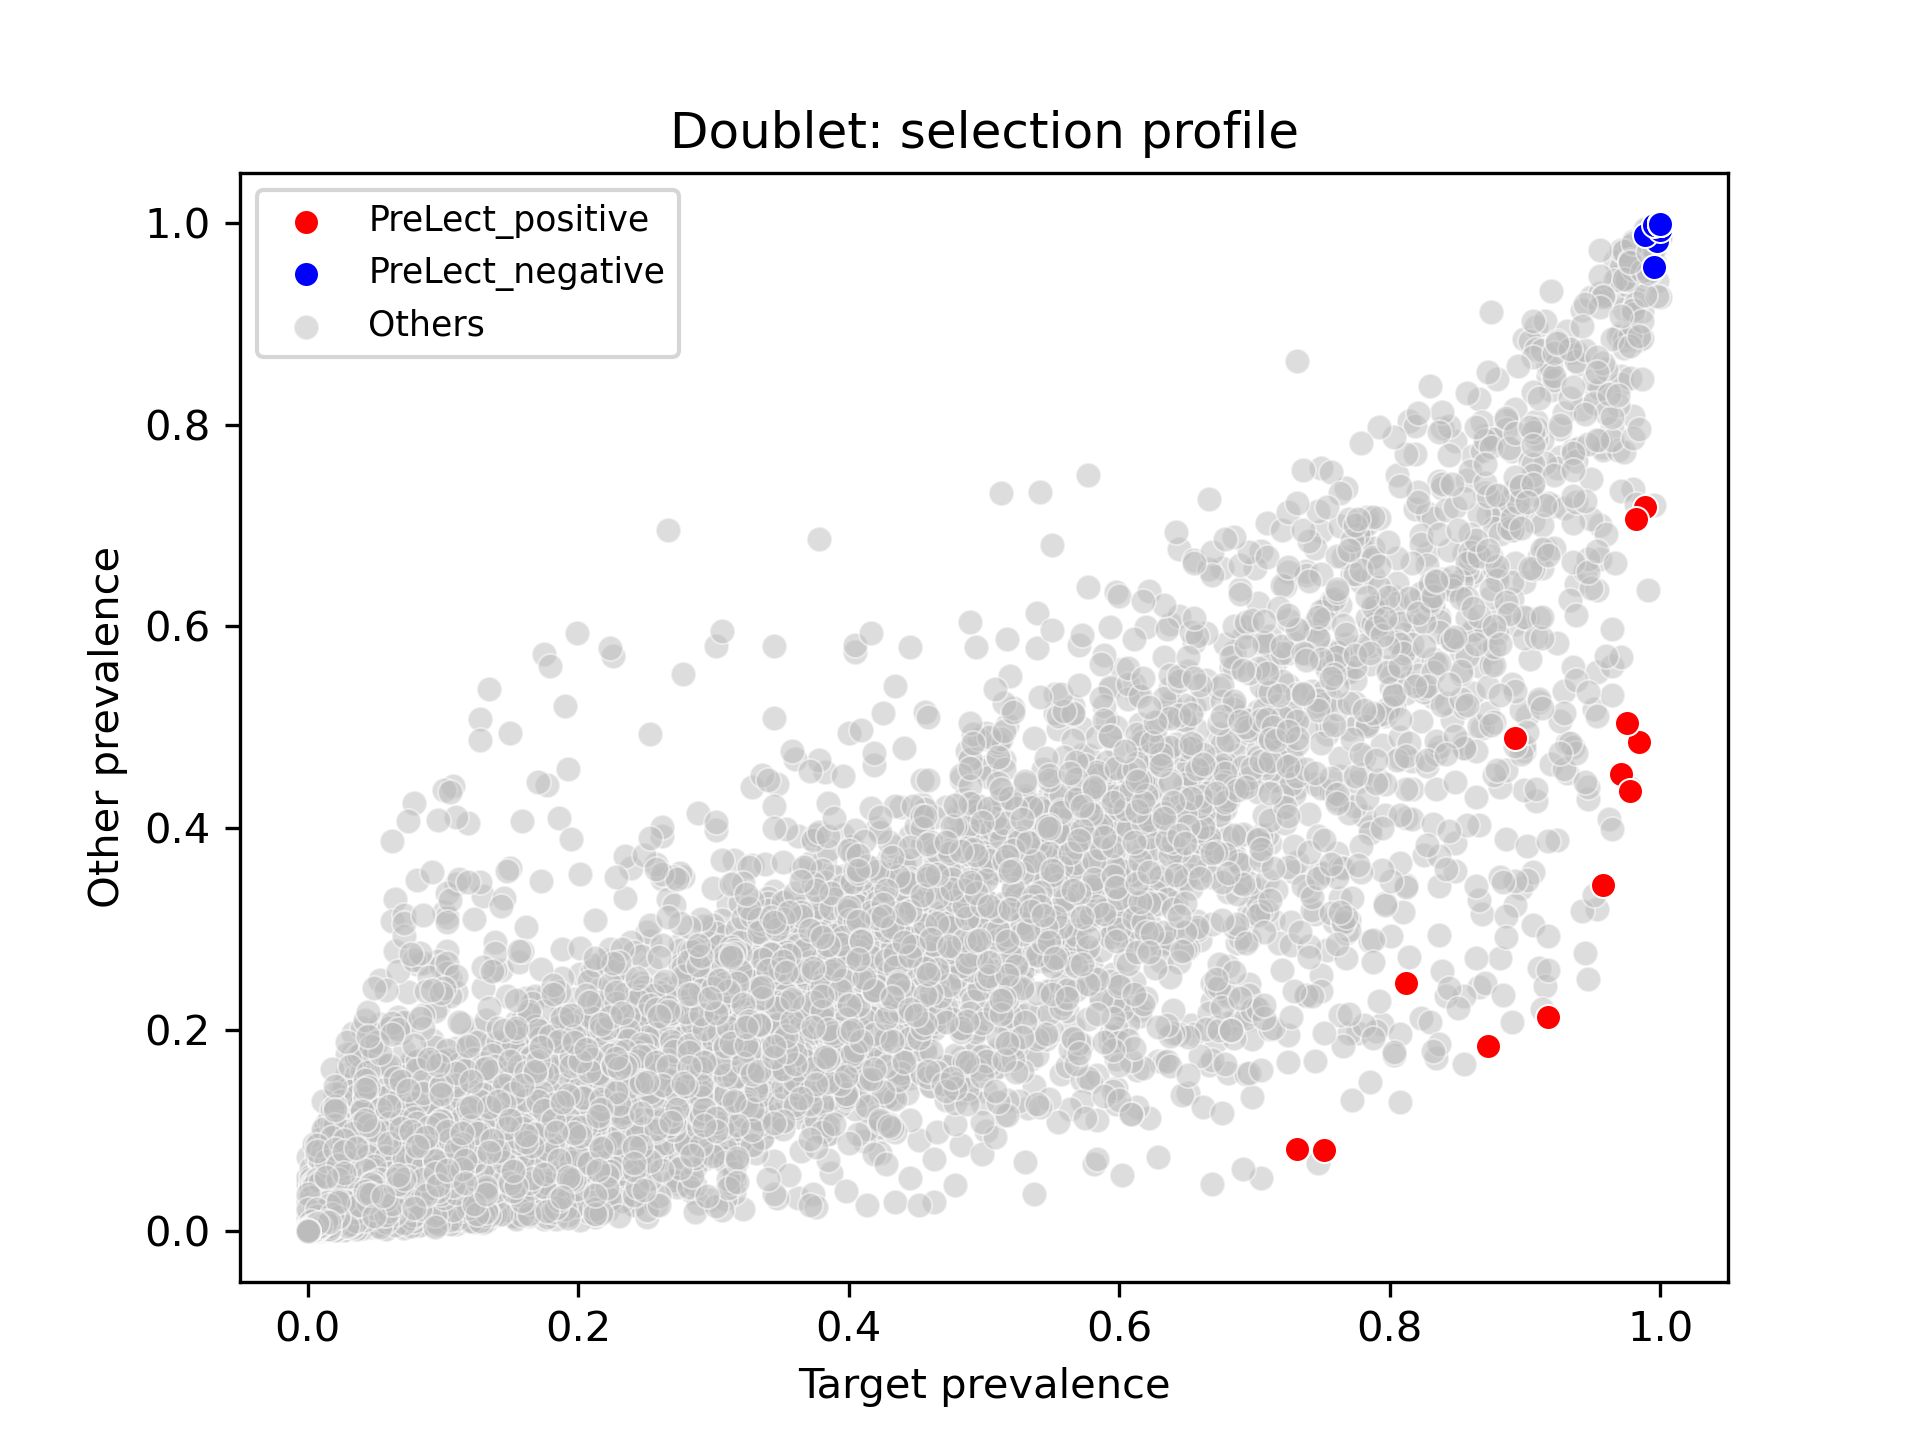 Doublet: selection profile
PreLect_positive
PreLect_negative
Others
1.0
0.8
0.6
0.4
0.2
0.0
Other prevalence
0.0 0.2 0.4 0.6 0.8 1.0
Target prevalence